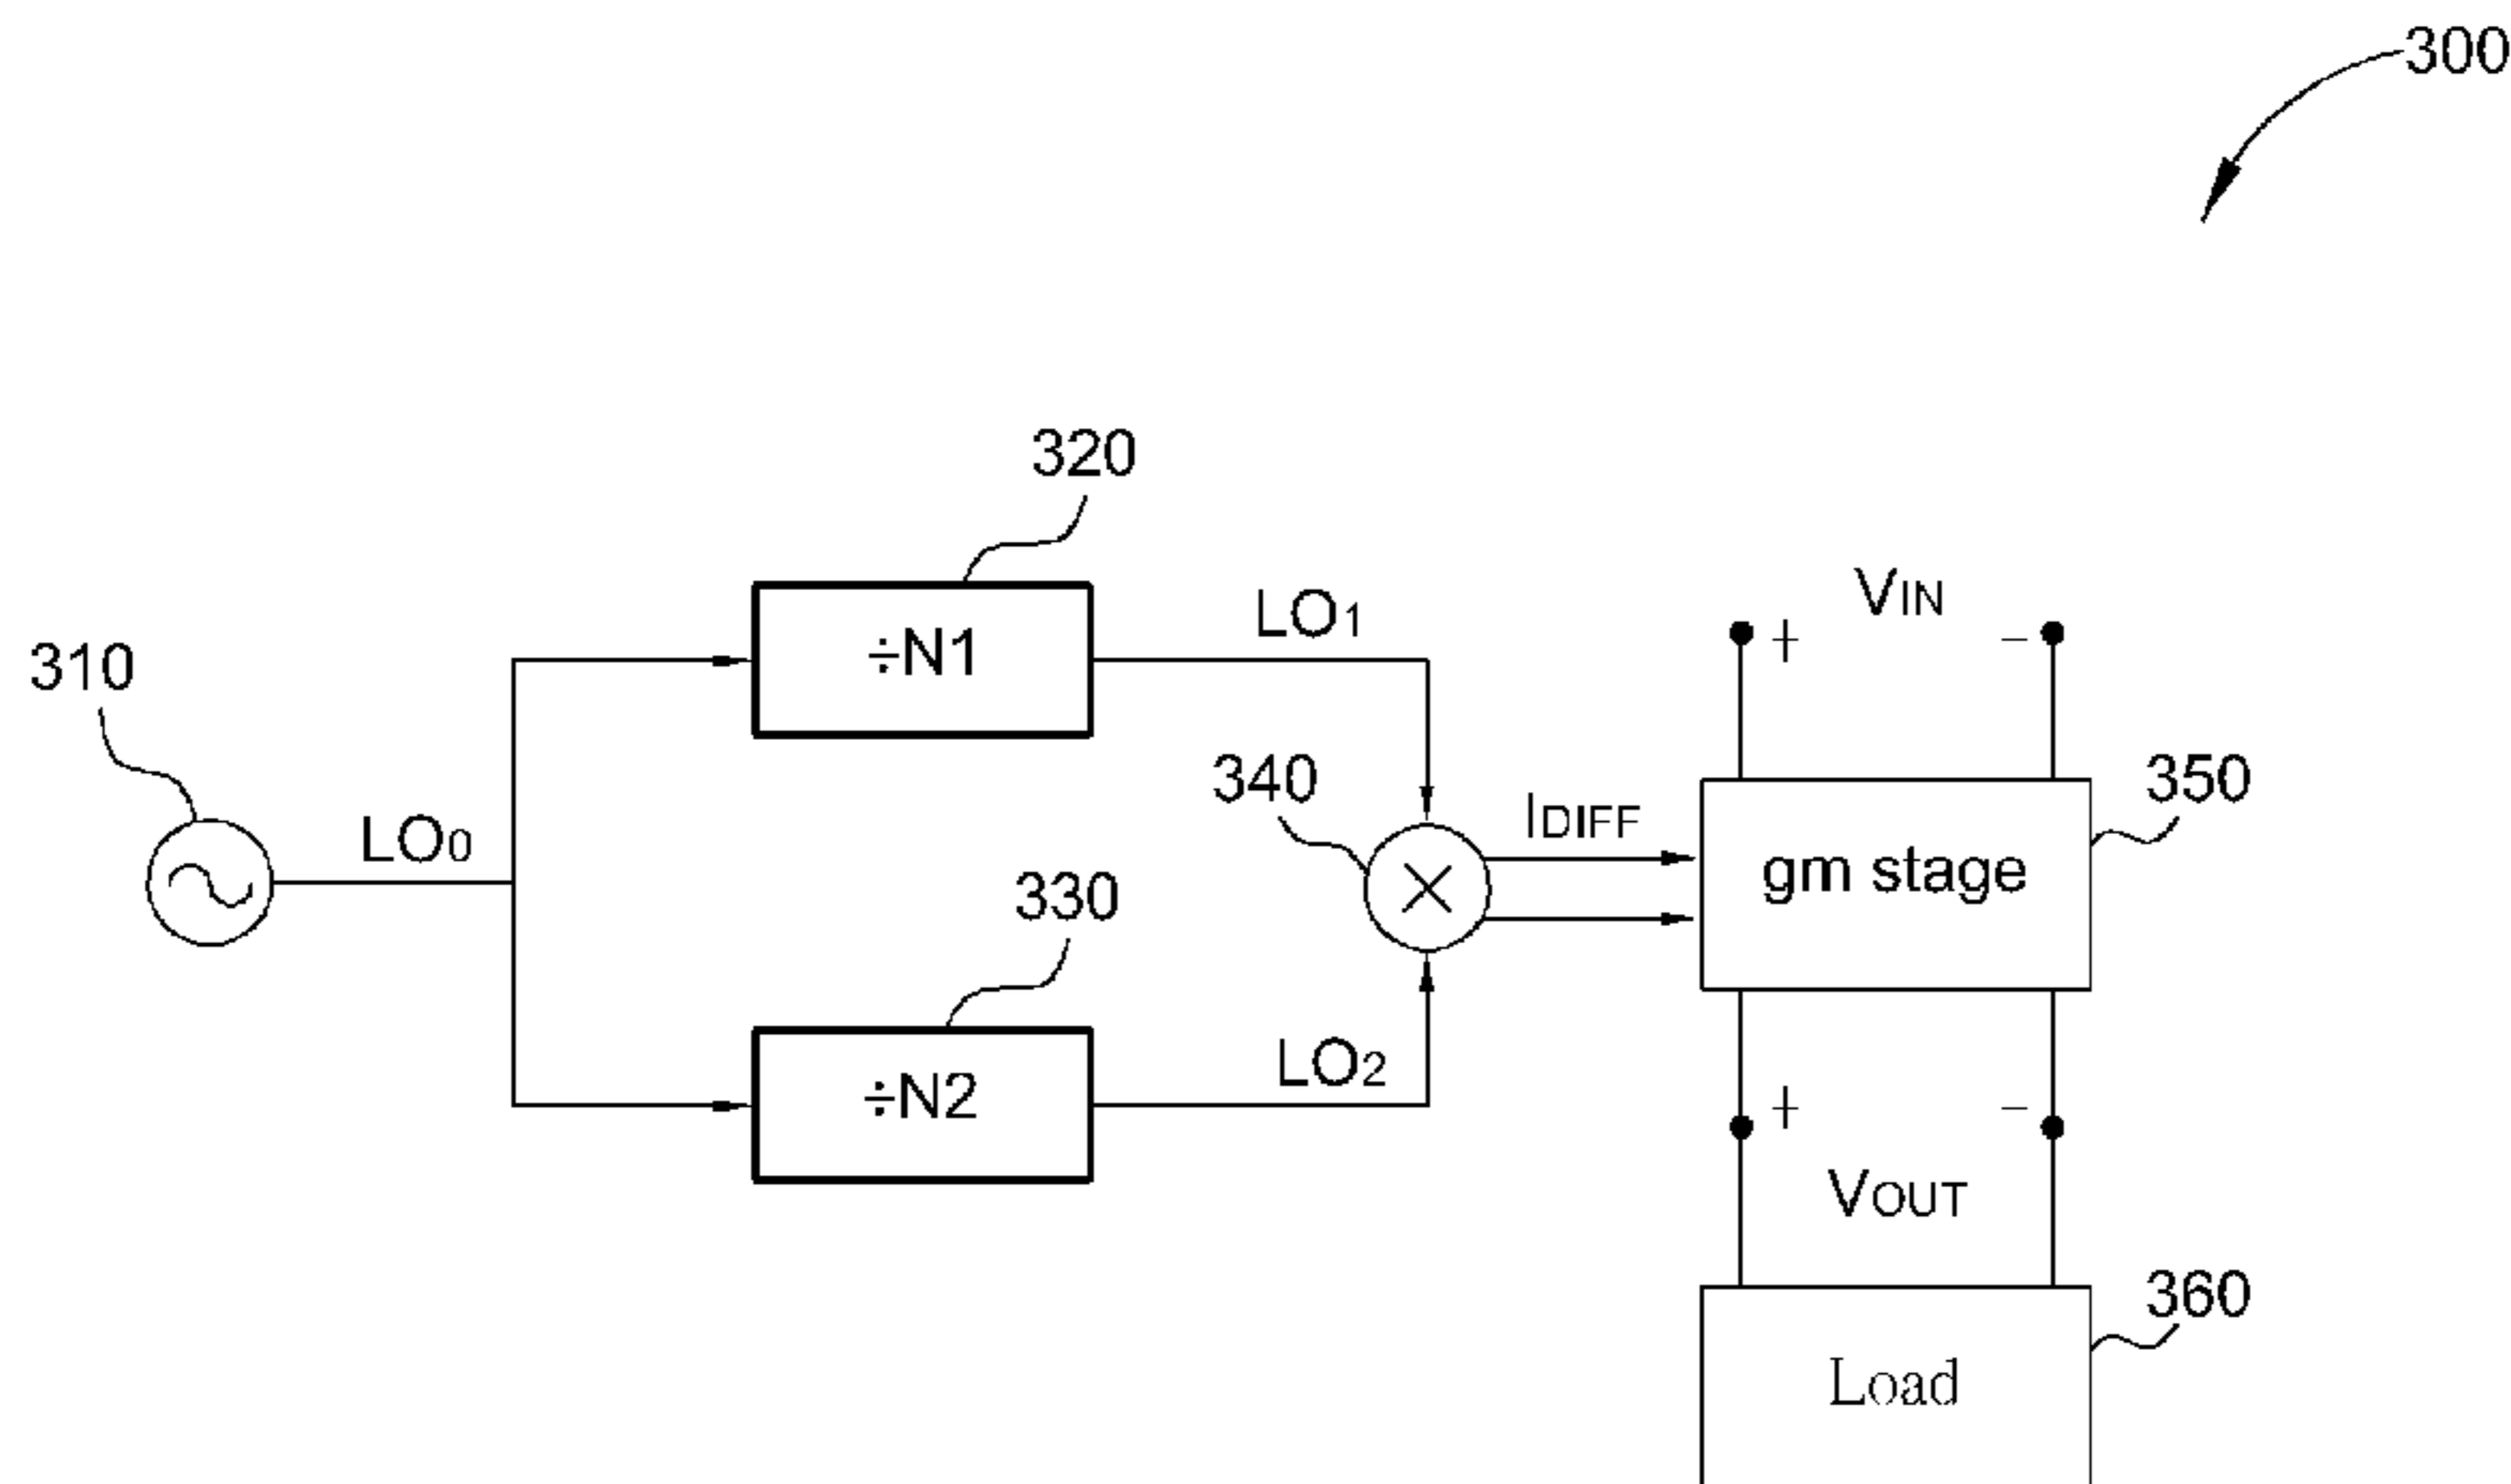 300
320
÷N1
LO1
VIN
+ −
310
LO0
340
IDIFF
350
gm stage
330
÷N2
LO2
+ −
VOUT
360
Load